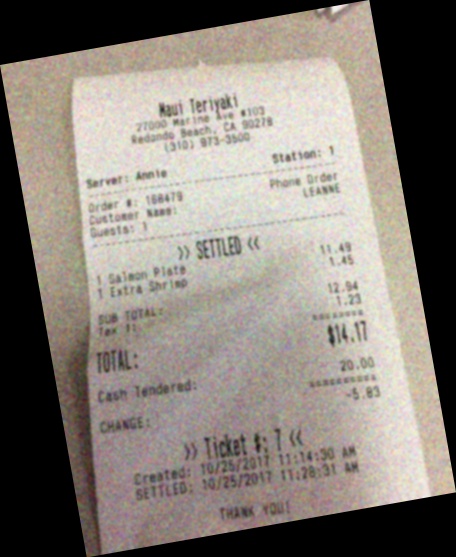 Maui Teriyaki
27000 Marine Ave #103
Redondo Beach, CA 90278
(310) 973-3500
Server: Annie Station: 1
Order #: 168479 Phone Order
Customer Name: LEANNE
Guests: 1
>> SETTLED <<
1 Salmon Plate 11.49
1 Extra Shrimp 1.45
SUB TOTAL: 12.94
Tax 1: 1.23
TOTAL: $14.17
Cash Tendered: 20.00
CHANGE: -5.83
>> Ticket #: 7 <<
Created: 10/25/2017 11:14:30 AM
SETTLED: 10/25/2017 11:28:31 AM
THANK YOU!